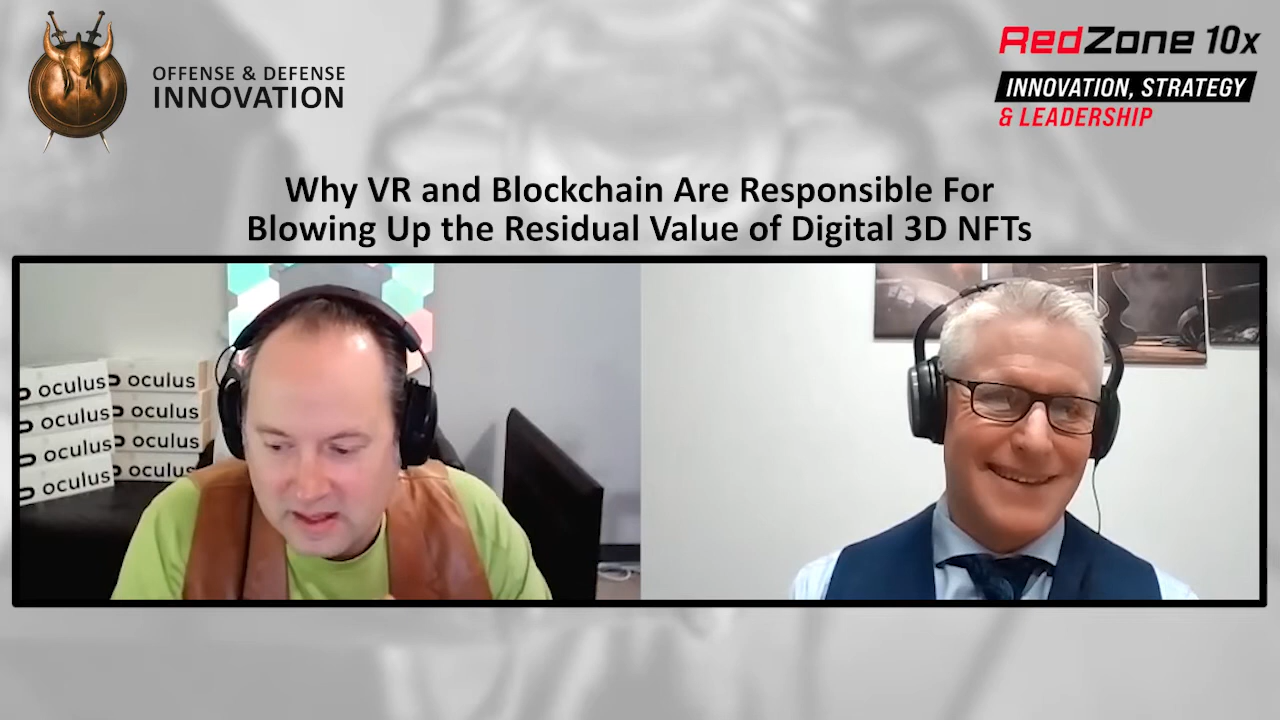 OFFENSE & DEFENSE
INNOVATION
RedZone 10x
INNOVATION, STRATEGY
& LEADERSHIP
Why VR and Blockchain Are Responsible For
Blowing Up the Residual Value of Digital 3D NFTs
oculus
oculus
oculus
oculus
oculus
oculus
oculus
oculus